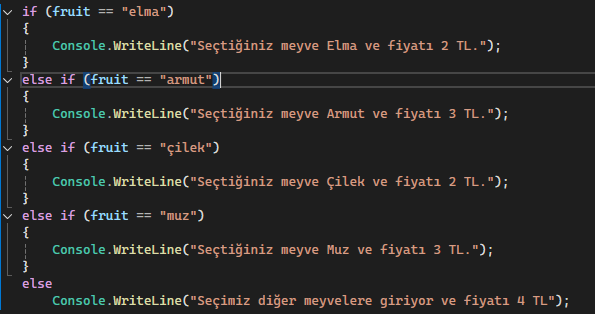 if (fruit == "elma")
{
Console.WriteLine("Seçtiğiniz meyve Elma ve fiyatı 2 TL.");
}
else if (fruit == "armut")
{
Console.WriteLine("Seçtiğiniz meyve Armut ve fiyatı 3 TL.");
}
else if (fruit == "çilek")
{
Console.WriteLine("Seçtiğiniz meyve Çilek ve fiyatı 2 TL.");
}
else if (fruit == "muz")
{
Console.WriteLine("Seçtiğiniz meyve Muz ve fiyatı 3 TL.");
}
else
Console.WriteLine("Seçimiz diğer meyvelere giriyor ve fiyatı 4 TL");